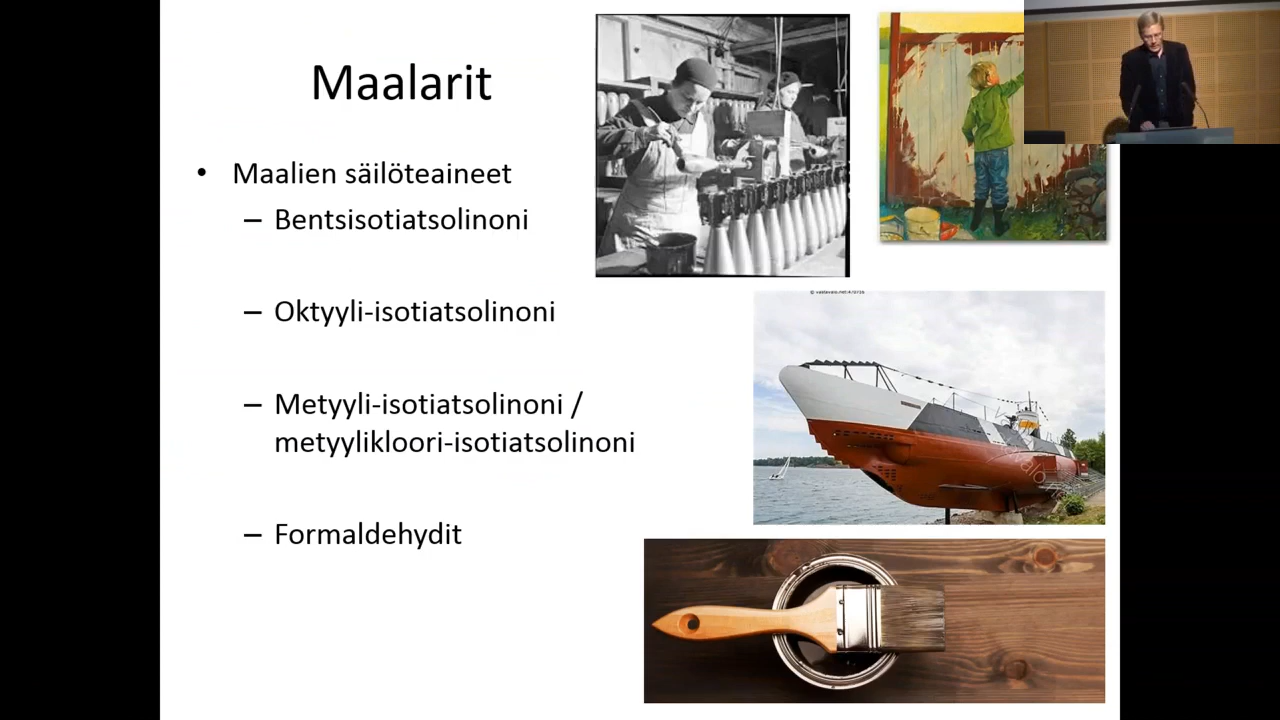 Maalarit
• Maalien säilöteaineet
– Bentsisotiatsolinoni
– Oktyyli-isotiatsolinoni
– Metyyli-isotiatsolinoni /
metyylikloori-isotiatsolinoni
– Formaldehydit